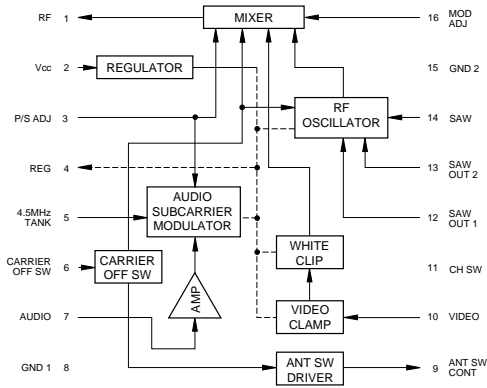 RF 1
MIXER
16 MOD
ADJ
Vcc 2
REGULATOR
15 GND 2
P/S ADJ 3
RF
OSCILLATOR
14 SAW
REG 4
13 SAW
OUT 2
4.5MHz
TANK 5
AUDIO
SUBCARRIER
MODULATOR
12 SAW
OUT 1
CARRIER
OFF SW 6
CARRIER
OFF SW
WHITE
CLIP
11 CH SW
AMP
AUDIO 7
VIDEO
CLAMP
10 VIDEO
GND 1 8
ANT SW
DRIVER
9 ANT SW
CONT